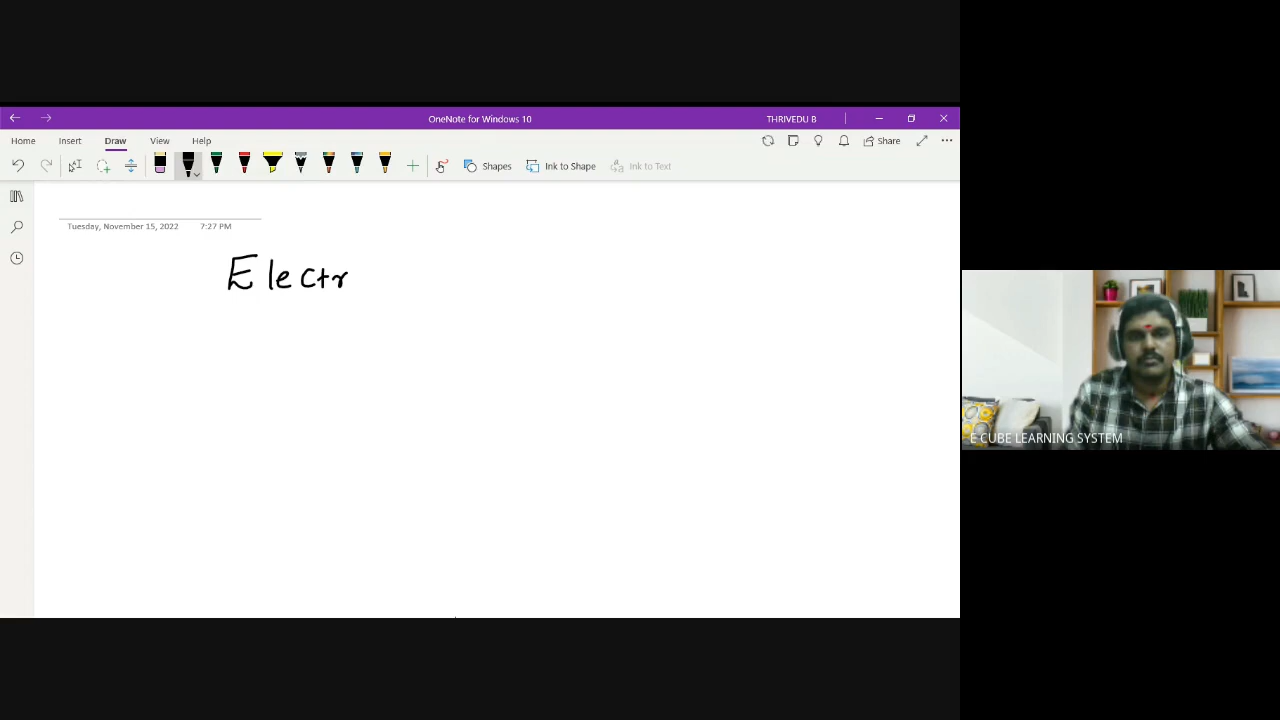 OneNote for Windows 10
THRIVEDU B
Home Insert Draw View Help
Share
Shapes Ink to Shape Ink to Text
Tuesday, November 15, 2022 7:27 PM
Electr
E CUBE LEARNING SYSTEM